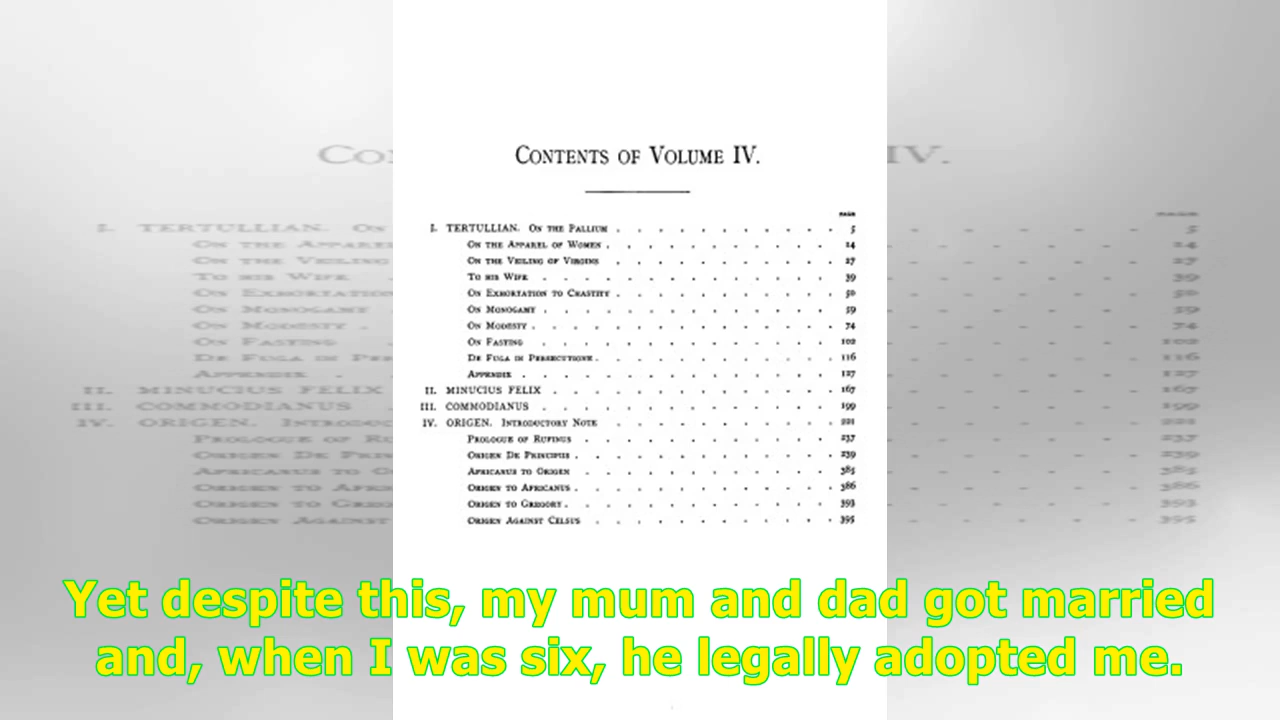 CONTENTS OF VOLUME IV.
PAGE
I. TERTULLIAN. ON THE PALLIUM . . . . . . . . . 5
ON THE APPAREL OF WOMEN . . . . . . . . . 14
ON THE VEILING OF VIRGINS . . . . . . . . . 27
TO HIS WIFE . . . . . . . . . . . 39
ON EXHORTATION TO CHASTITY . . . . . . . . . 50
ON MONOGAMY . . . . . . . . . . . 59
ON MODESTY . . . . . . . . . . . . 74
ON FASTING . . . . . . . . . . . . 102
DE FUGA IN PERSECUTIONE . . . . . . . . . . 116
APPENDIX . . . . . . . . . . . . 127
II. MINUCIUS FELIX . . . . . . . . . . . 167
III. COMMODIANUS . . . . . . . . . . . 199
IV. ORIGEN. INTRODUCTORY NOTE . . . . . . . . . 221
PROLOGUE OF RUFINUS . . . . . . . . . . 237
ORIGEN DE PRINCIPIIS . . . . . . . . . . 239
AFRICANUS TO ORIGEN . . . . . . . . . . 385
ORIGEN TO AFRICANUS . . . . . . . . . . 386
ORIGEN TO GREGORY . . . . . . . . . . 393
ORIGEN AGAINST CELSUS . . . . . . . . . 395
Yet despite this, my mum and dad got married
and, when I was six, he legally adopted me.